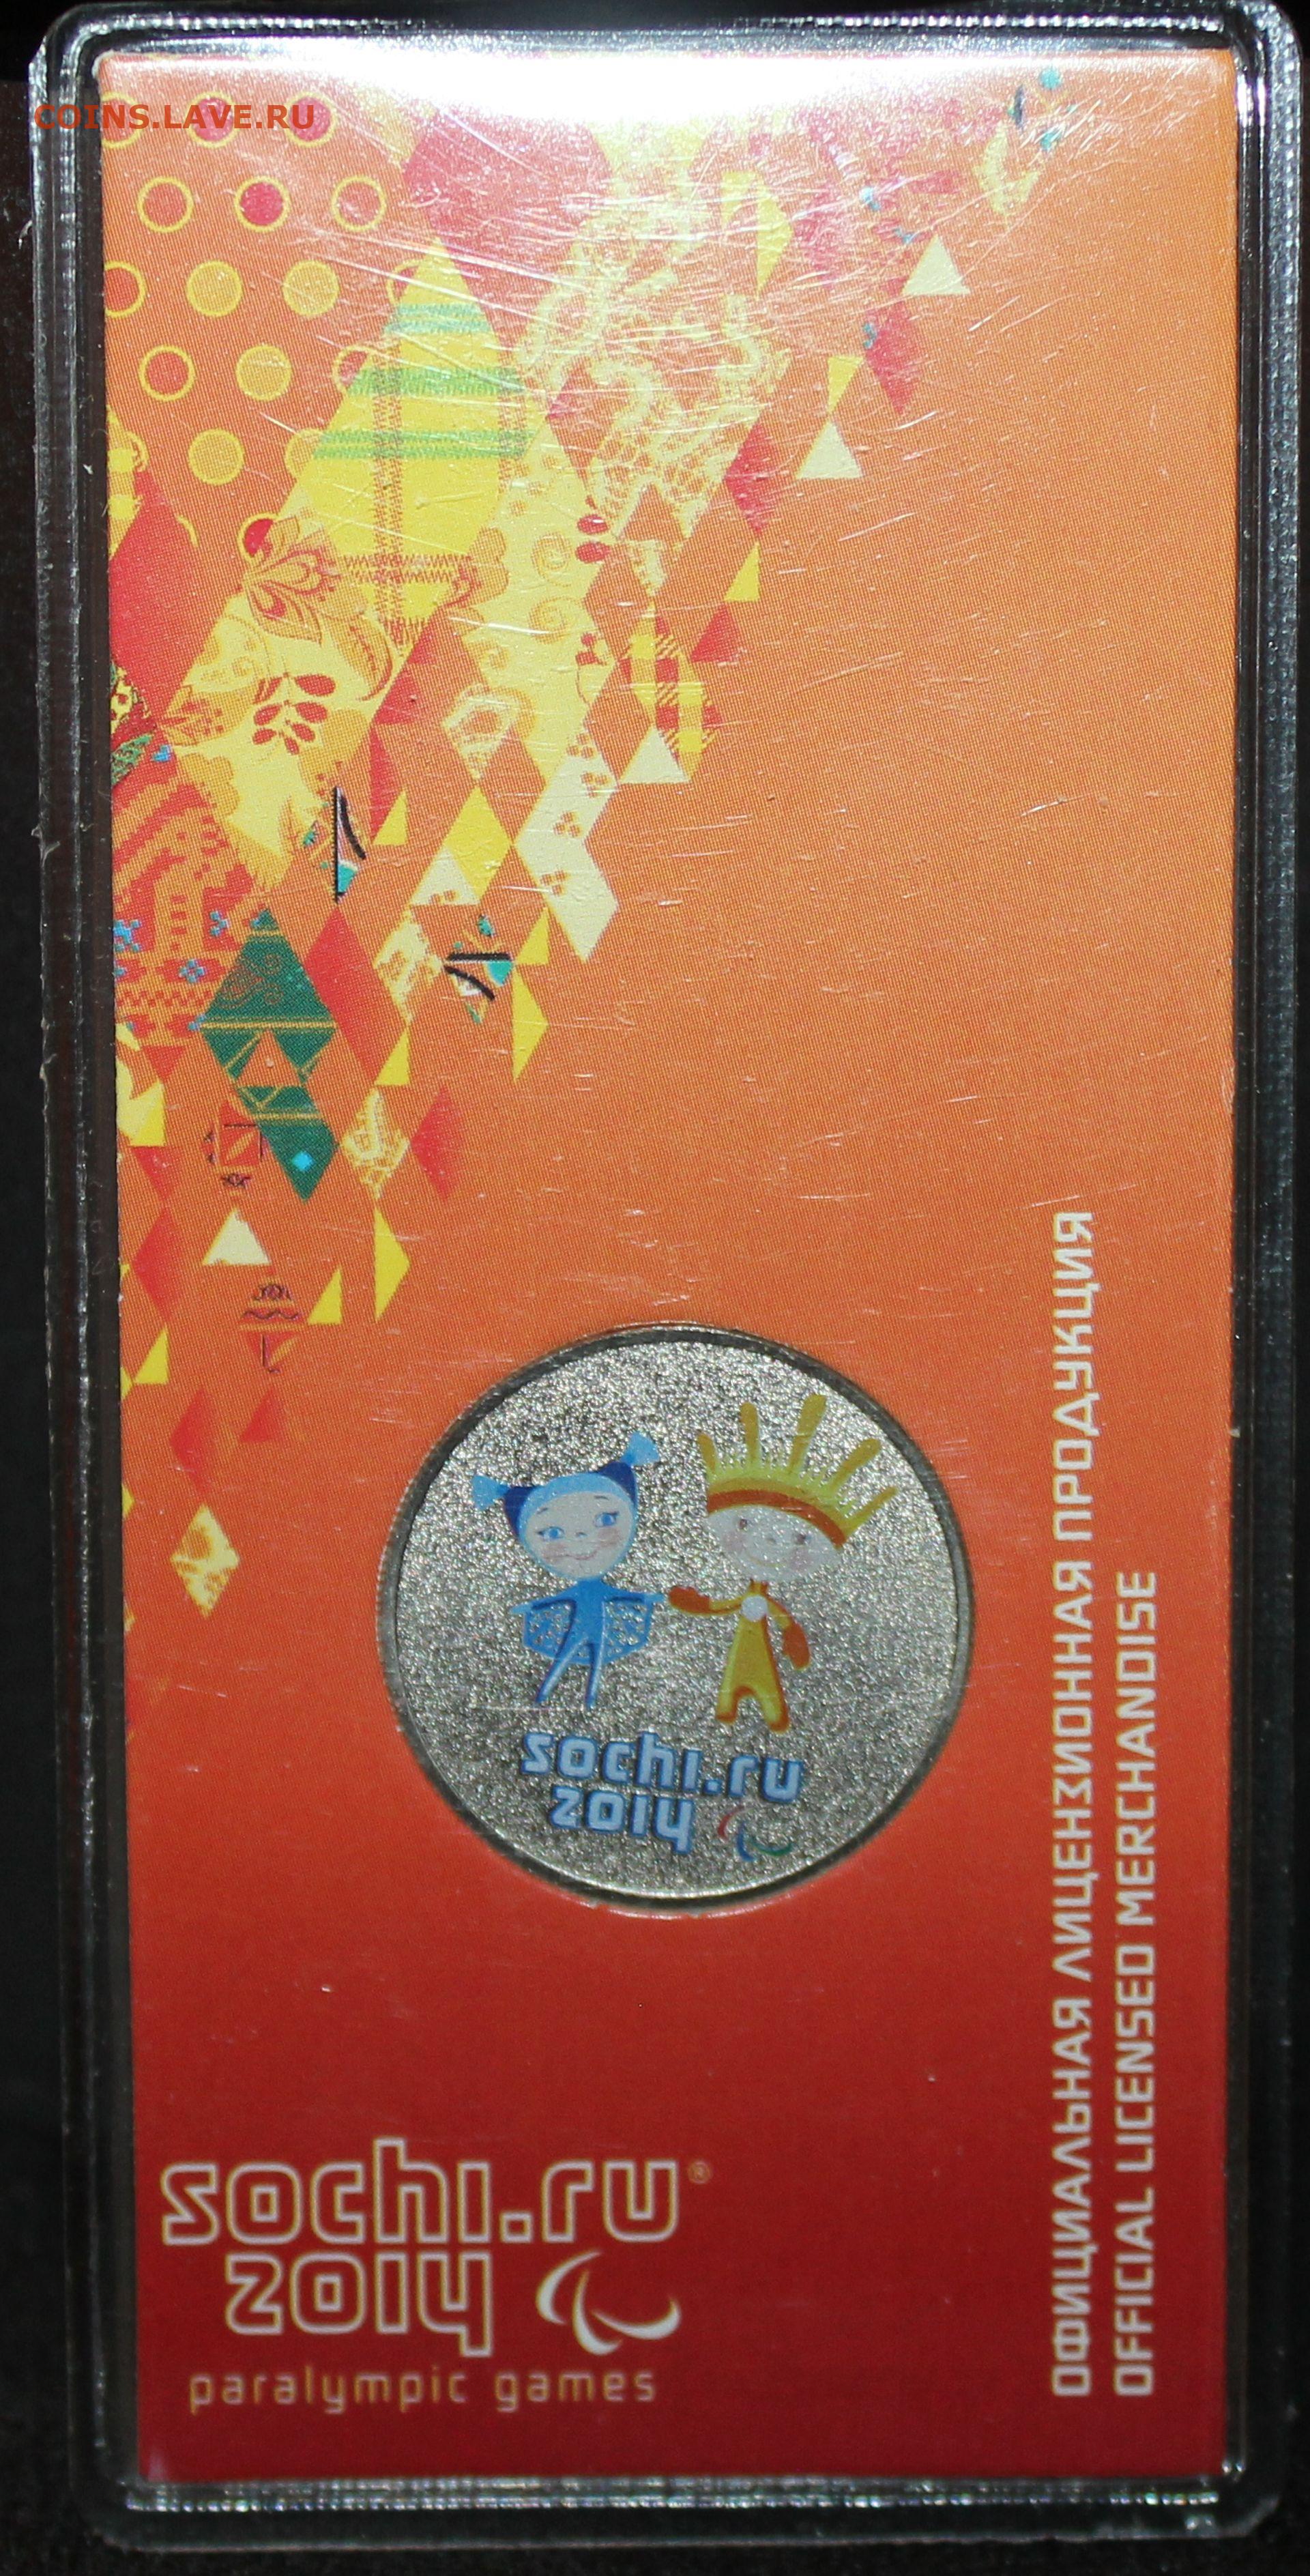 COINS.LAVE.RU
sochi.ru
2014
ОФИЦИАЛЬНАЯ ЛИЦЕНЗИОННАЯ ПРОДУКЦИЯ
OFFICIAL LICENSED MERCHANDISE
sochi.ru®
2014
paralympic games